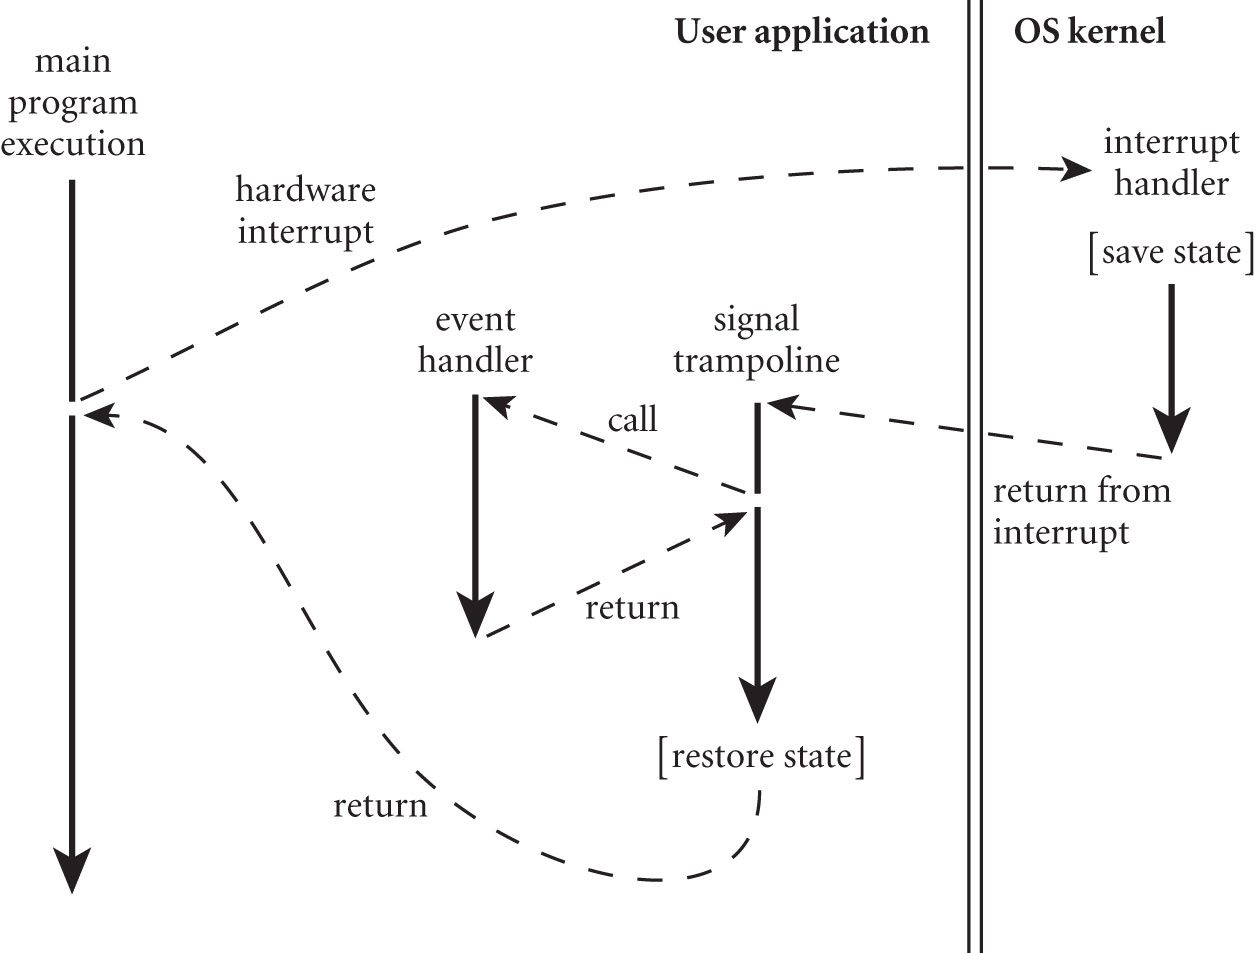 User application
OS kernel
main
program
execution
hardware
interrupt
interrupt
handler
[save state]
event
handler
signal
trampoline
call
return from
interrupt
return
[restore state]
return